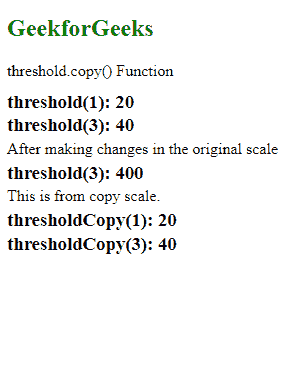 GeekforGeeks
threshold.copy() Function
threshold(1): 20
threshold(3): 40
After making changes in the original scale
threshold(3): 400
This is from copy scale.
thresholdCopy(1): 20
thresholdCopy(3): 40